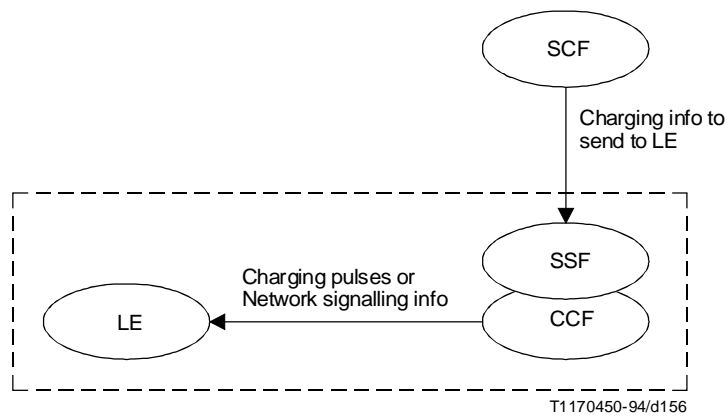 SCF
Charging info to
send to LE
SSF
Charging pulses or
Network signalling info
LE
CCF
T1170450-94/d156